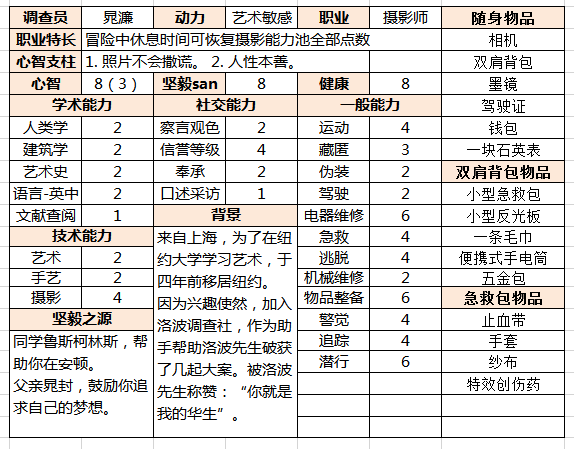 调查员 晁濂 动力 艺术敏感 职业 摄影师 随身物品
职业特长 冒险中休息时间可恢复摄影能力池全部点数 相机
心智支柱 1. 照片不会撒谎。 2. 人性本善。 双肩背包
心智 8（3） 坚毅san 8 健康 8 墨镜
学术能力 社交能力 一般能力 驾驶证
人类学 2 察言观色 2 运动 4 钱包
建筑学 2 信誉等级 4 藏匿 3 一块石英表
艺术史 2 奉承 2 伪装 2 双肩背包物品
语言-英中 2 口述采访 1 驾驶 2 小型急救包
文献查阅 1 背景 电器维修 6 小型反光板
技术能力 急救 4 一条毛巾
艺术 2 逃脱 4 便携式手电筒
手艺 2 机械维修 2 五金包
摄影 4 物品整备 6 急救包物品
坚毅之源 警觉 4 止血带
追踪 4 手套
潜行 6 纱布
特效创伤药
来自上海，为了在纽
约大学学习艺术，于
四年前移居纽约。
因为兴趣使然，加入
洛波调查社，作为助
手帮助洛波先生破获
了几起大案。被洛波
先生称赞：“你就是
我的华生”。
同学鲁斯柯林斯，帮
助你在安顿。
父亲晁封，鼓励你追
求自己的梦想。